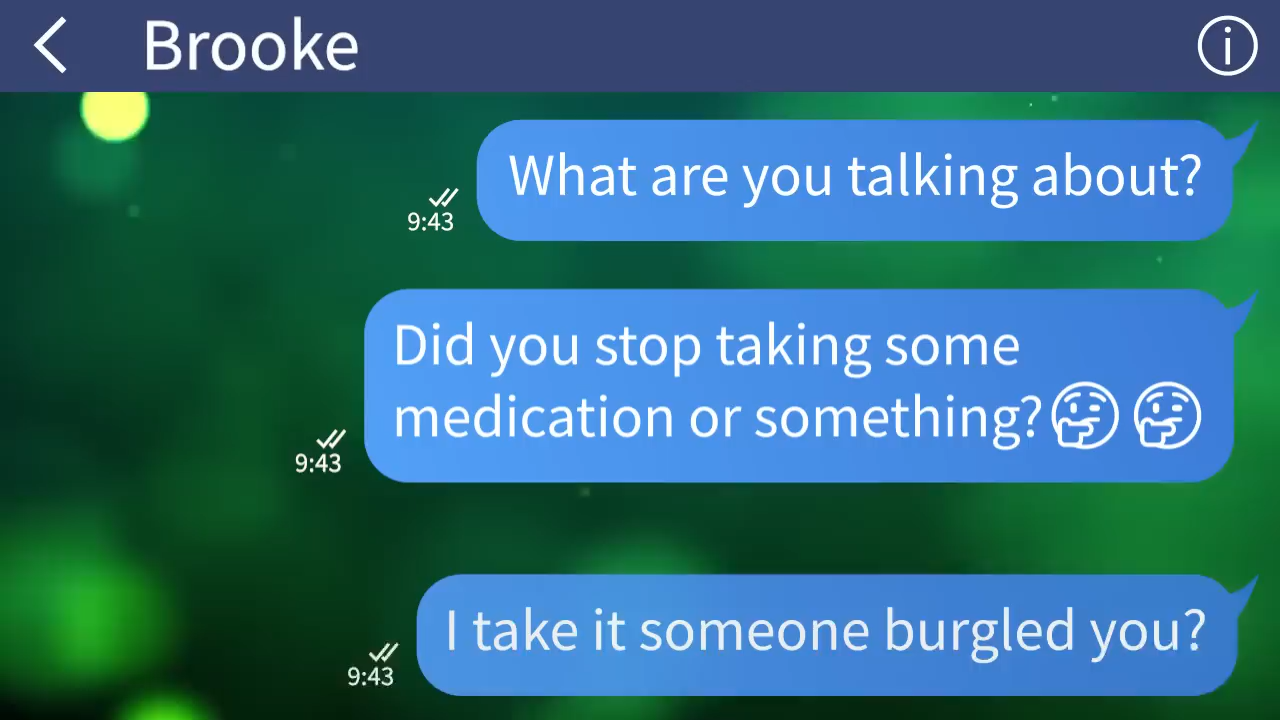 Brooke
What are you talking about?
9:43
Did you stop taking some
medication or something?🤔🤔
9:43
I take it someone burgled you?
9:43